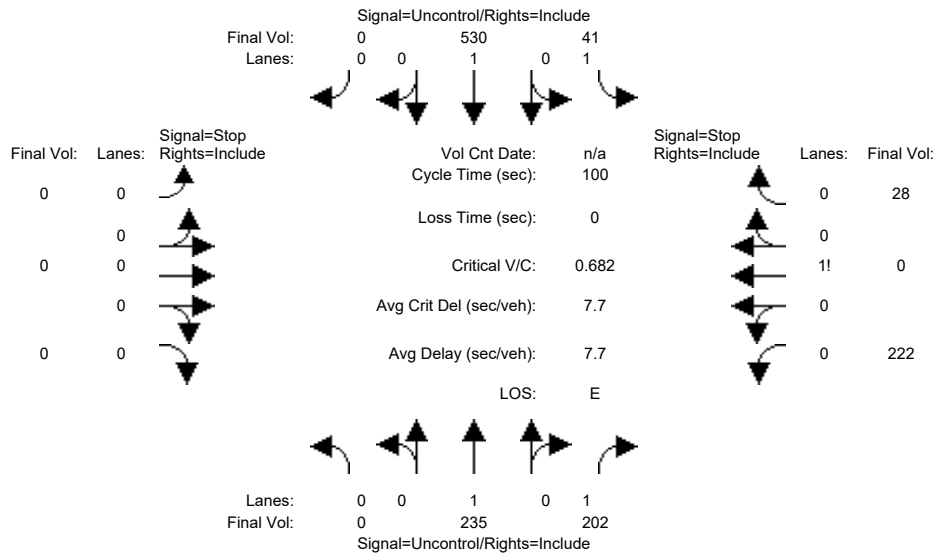 Signal=Uncontrol/Rights=Include
Final Vol: 0 530 41
Lanes: 0 0 1 0 1
Signal=Stop Signal=Stop
Final Vol: Lanes: Rights=Include Vol Cnt Date: n/a Rights=Include Lanes: Final Vol:
Cycle Time (sec): 100
0 0 0 28
Loss Time (sec): 0
0 0
0 0 Critical V/C: 0.682 1! 0
0 Avg Crit Del (sec/veh): 7.7 0
0 0 Avg Delay (sec/veh): 7.7 0 222
LOS: E
Lanes: 0 0 1 0 1
Final Vol: 0 235 202
Signal=Uncontrol/Rights=Include